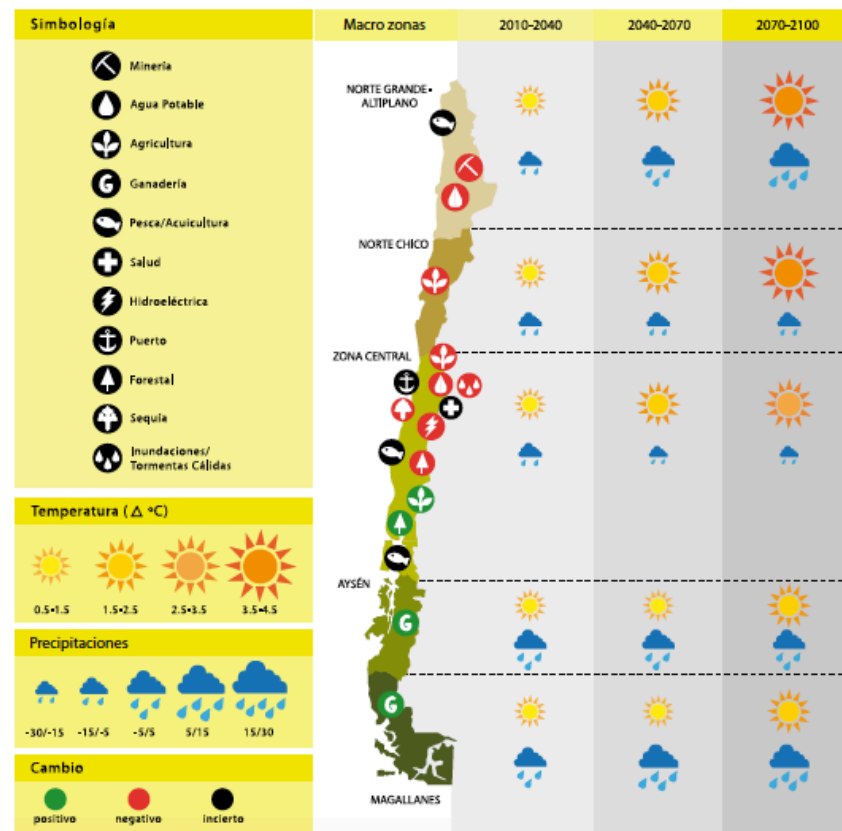 Simbología
Minería
Agua Potable
Agricultura
Ganadería
Pesca/Acuicultura
Salud
Hidroeléctrica
Puerto
Forestal
Sequía
Inundaciones/
Tormentas Cálidas
Temperatura (Δ ºC)
0.5•1.5 1.5•2.5 2.5•3.5 3.5•4.5
Precipitaciones
-30/-15 -15/-5 -5/5 5/15 15/30
Cambio
positivo negativo incierto
Macro zonas 2010-2040 2040-2070 2070-2100
NORTE GRANDE•
ALTIPLANO
NORTE CHICO
ZONA CENTRAL
AYSÉN
G
G
MAGALLANES